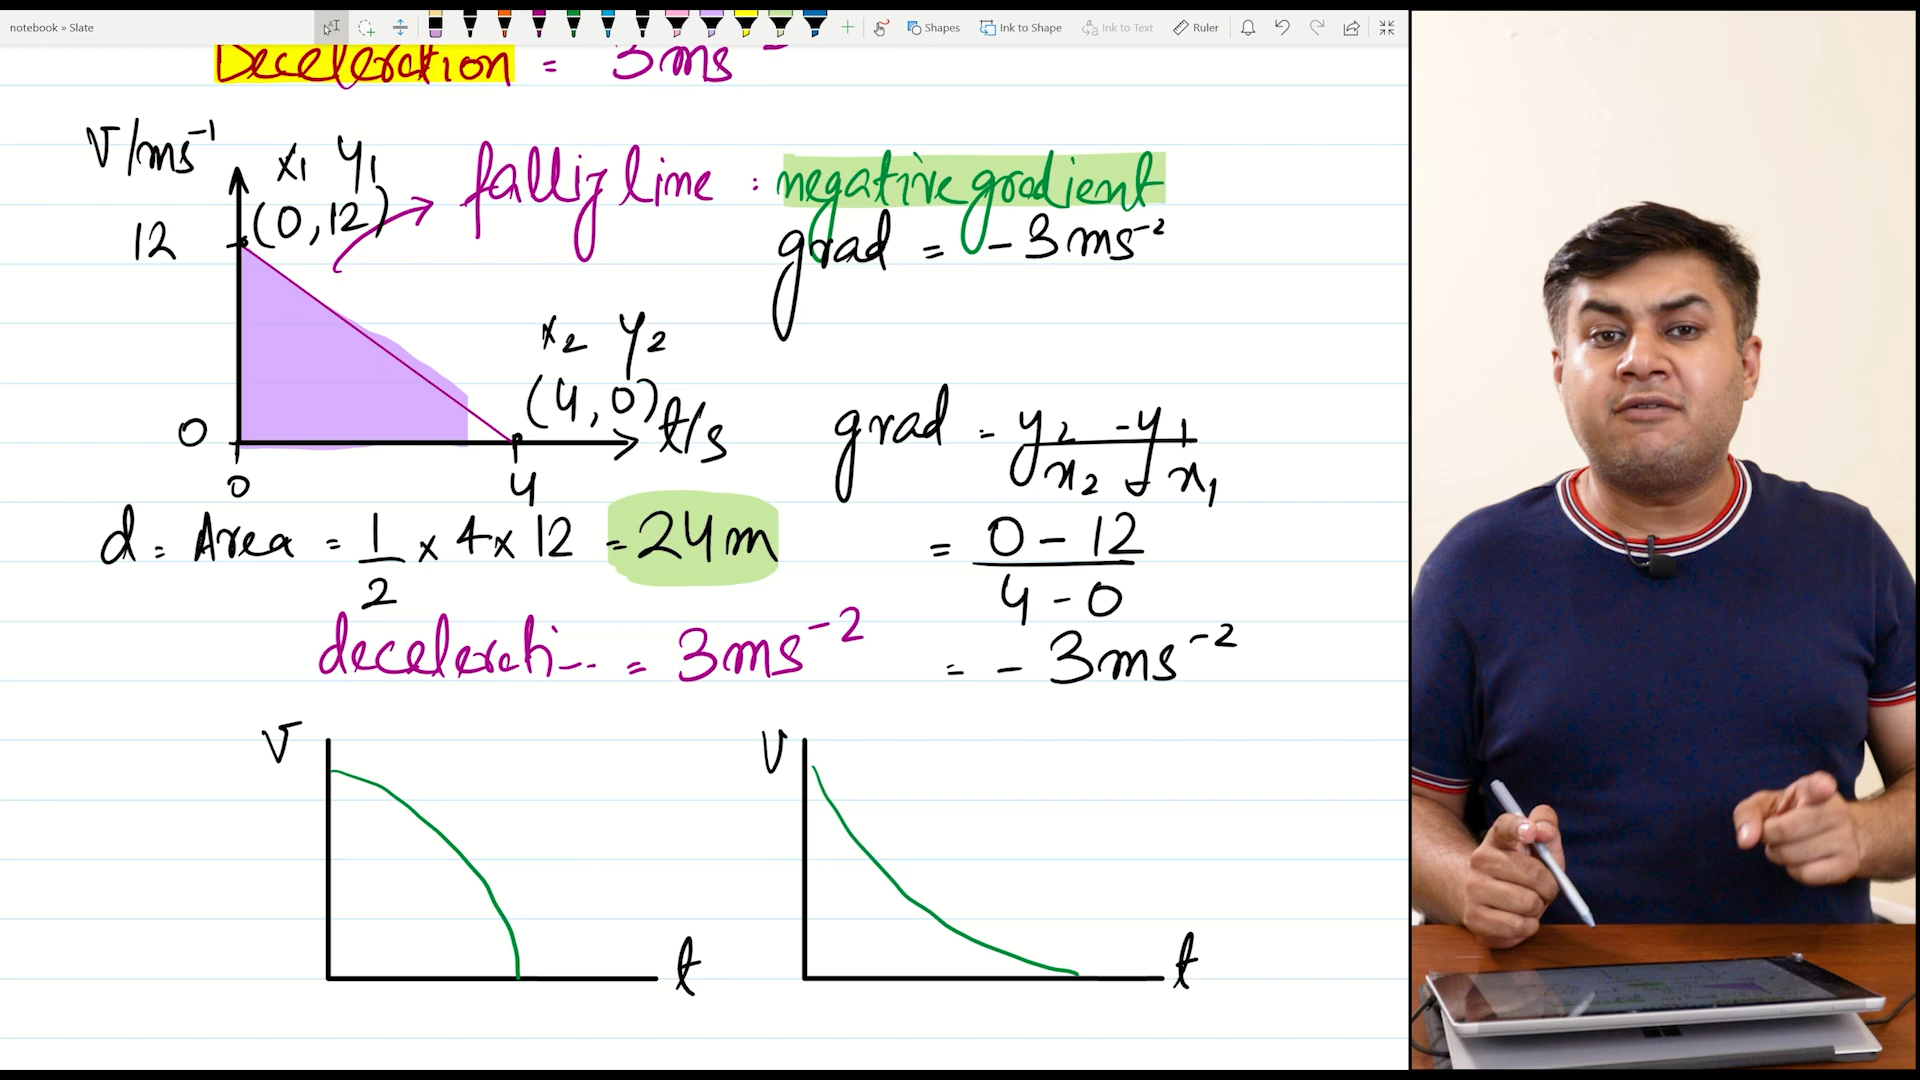 notebook » Slate
Shapes Ink to Shape Ink to Text Ruler
Deceleration = 3ms⁻
V/ms⁻¹
x₁ y₁
(0,12)
12
falling line : negative gradient
grad = -3ms⁻²
x₂ y₂
(4,0)
t/s
0
0
4
grad = y₂ - y₁
x₂ - x₁
d = Area = 1/2 x 4 x 12 = 24m
= 0 - 12
4 - 0
decelerati... = 3ms⁻²
= - 3ms⁻²
V
t
V
t